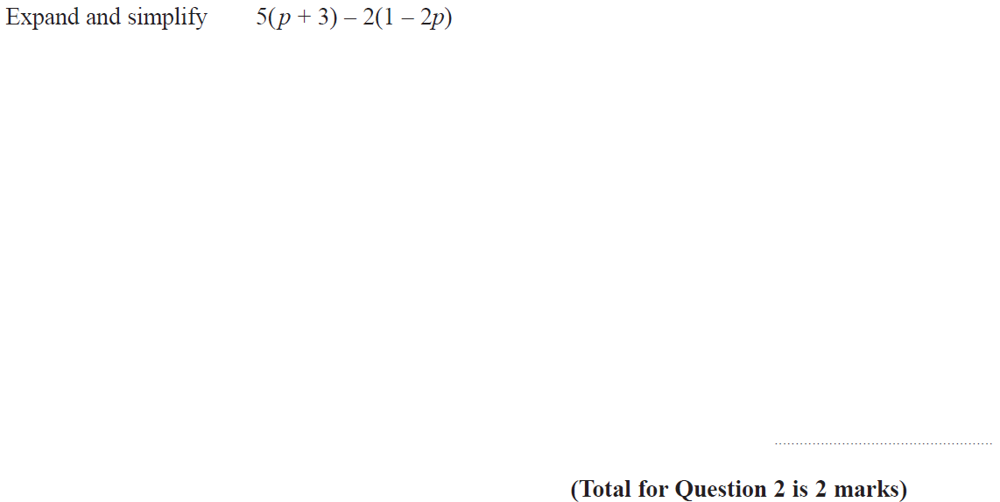 Expand and simplify 5(p + 3) – 2(1 – 2p)
(Total for Question 2 is 2 marks)